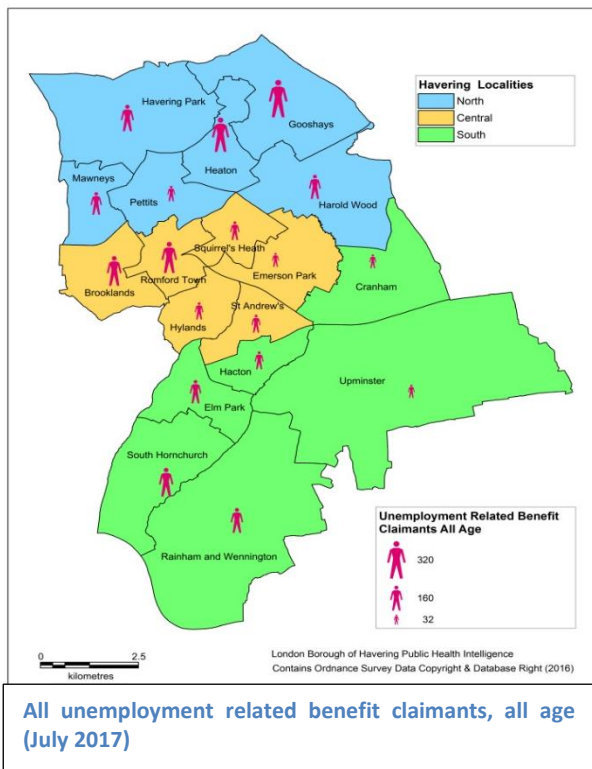 Havering Localities
North
Central
South
Havering Park
Gooshays
Heaton
Mawneys
Pettits
Harold Wood
Squirrel's Heath
Romford Town
Emerson Park
Brooklands
Cranham
Hylands
St Andrew's
Hacton
Upminster
Elm Park
South Hornchurch
Rainham and Wennington
Unemployment Related Benefit
Claimants All Age
320
160
32
0 2.5
kilometres
London Borough of Havering Public Health Intelligence
Contains Ordnance Survey Data Copyright & Database Right (2016)
All unemployment related benefit claimants, all age
(July 2017)